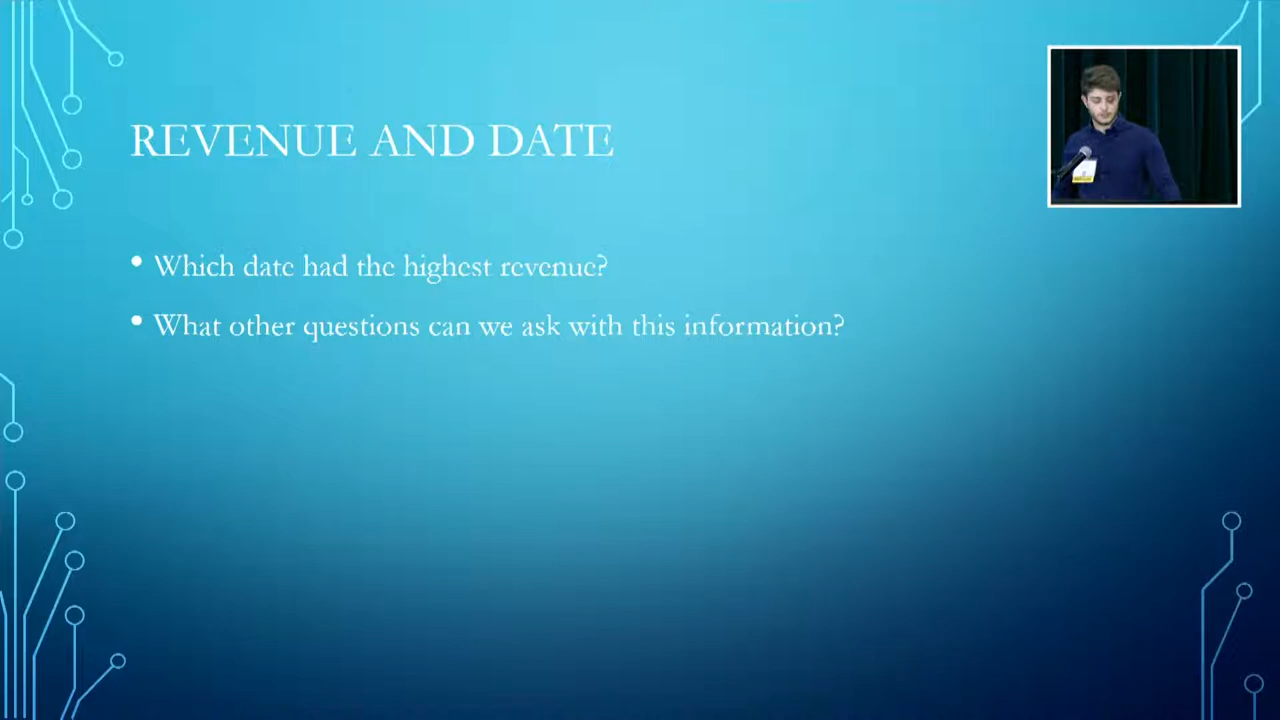 REVENUE AND DATE
• Which date had the highest revenue?
• What other questions can we ask with this information?